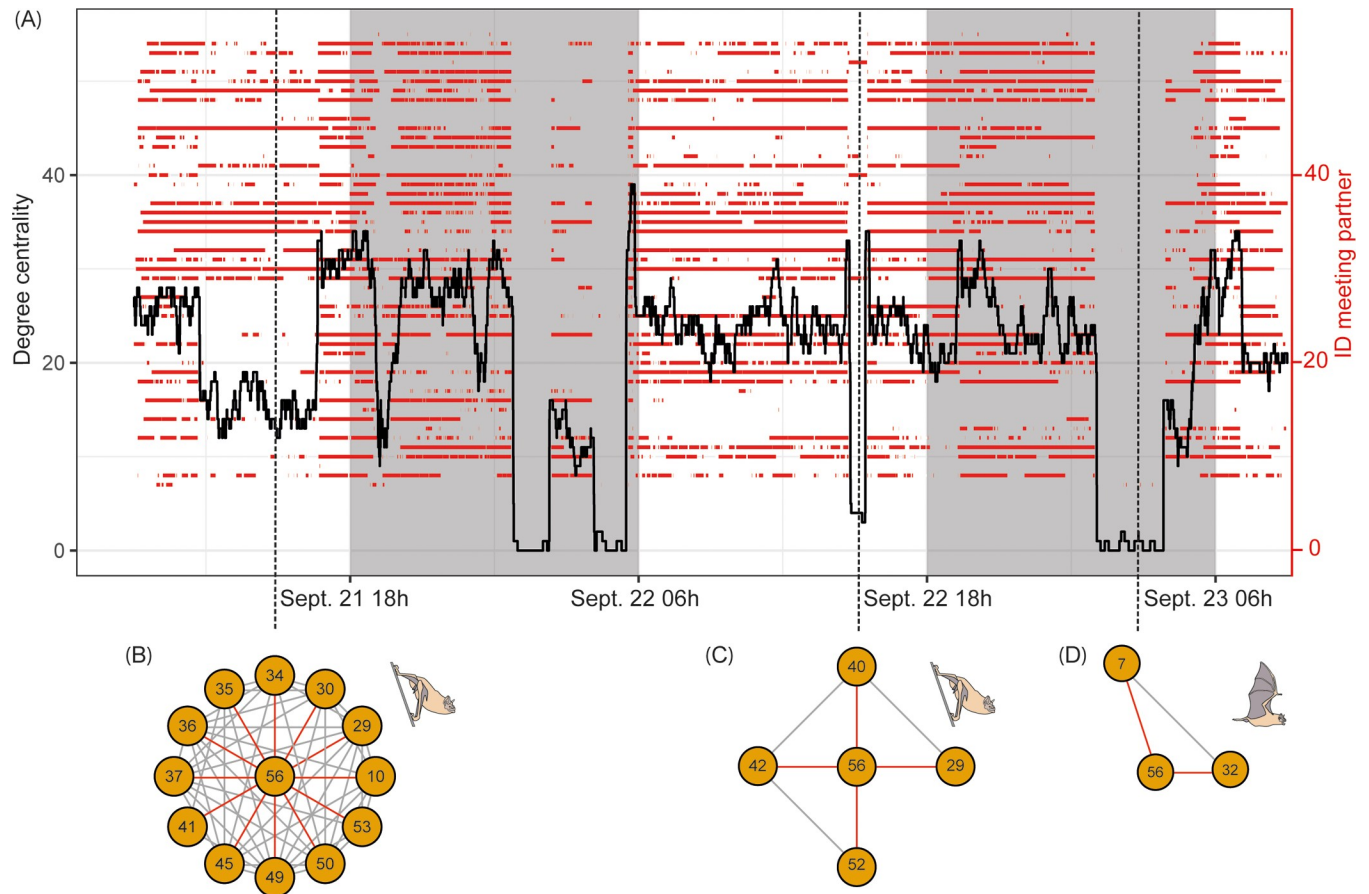 (A)
Degree centrality
40
20
0
ID meeting partner
40
20
0
Sept. 21 18h
Sept. 22 06h
Sept. 22 18h
Sept. 23 06h
(B)
34
35
30
36
29
37
56
10
41
53
45
50
49
(C)
40
42
56
29
52
(D)
7
56
32